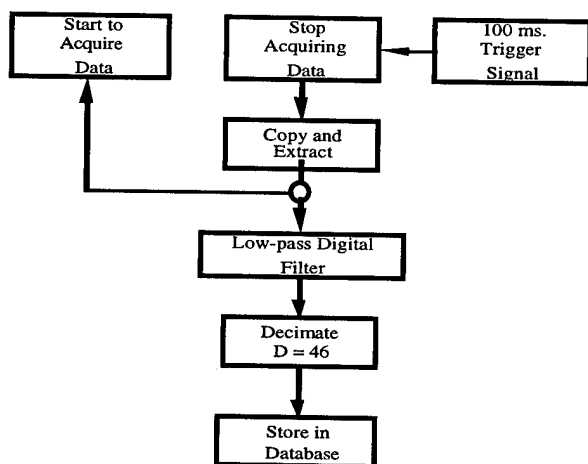 Start to
Acquire
Data
Stop
Acquiring
Data
100 ms.
Trigger
Signal
Copy and
Extract
Low-pass Digital
Filter
Decimate
D = 46
Store in
Database